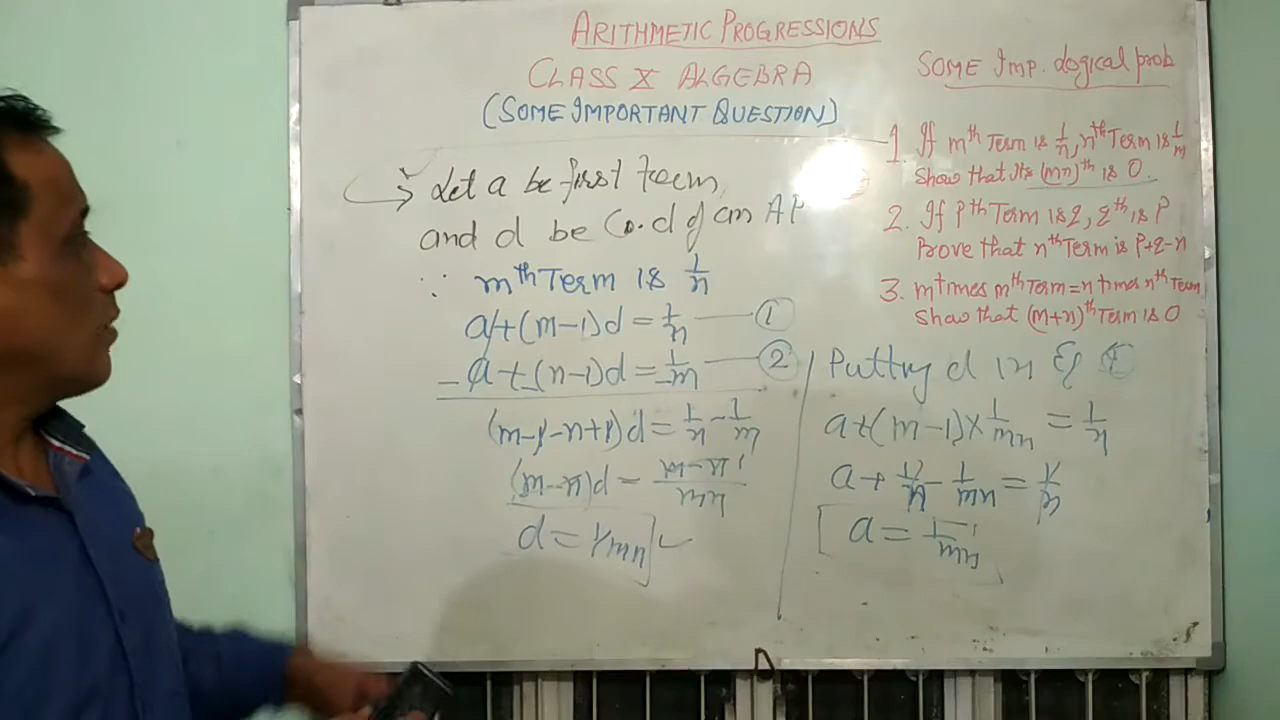 ARITHMETIC PROGRESSIONS
CLASS X ALGEBRA
(SOME IMPORTANT QUESTION)
SOME Imp. Logical prob
1. If mth Term is 1/n, nth Term is 1/m
Show that its (mn)th is 0.
2. If Pth Term is q, qth is P
Prove that nth Term is P+q-n
3. m times mth Term = n times nth Term
Show that (m+n)th Term is 0
Let a be first term
and d be Co.d of an AP
∵ mth Term is 1/n
a+(m-1)d = 1/n — 1
a+(n-1)d = 1/m — 2
(m-1-n+1)d = 1/n - 1/m
(m-n)d = m-n/mn
d = 1/mn
Putting d in Eq 1
a+(m-1)×1/mn = 1/n
a + 1/n - 1/mn = 1/n
a = 1/mn